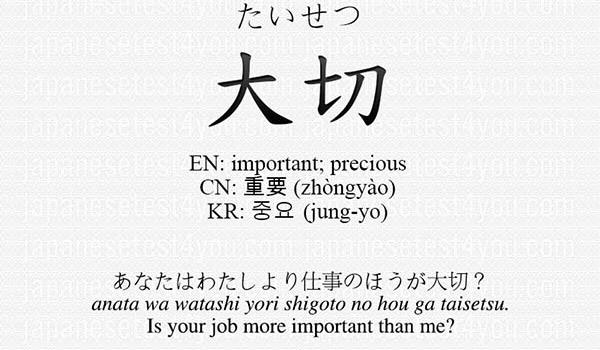 たいせつ
大切
EN: important; precious
CN: 重要 (zhòngyào)
KR: 중요 (jung-yo)
あなたはわたしより仕事のほうが大切？
anata wa watashi yori shigoto no hou ga taisetsu.
Is your job more important than me?